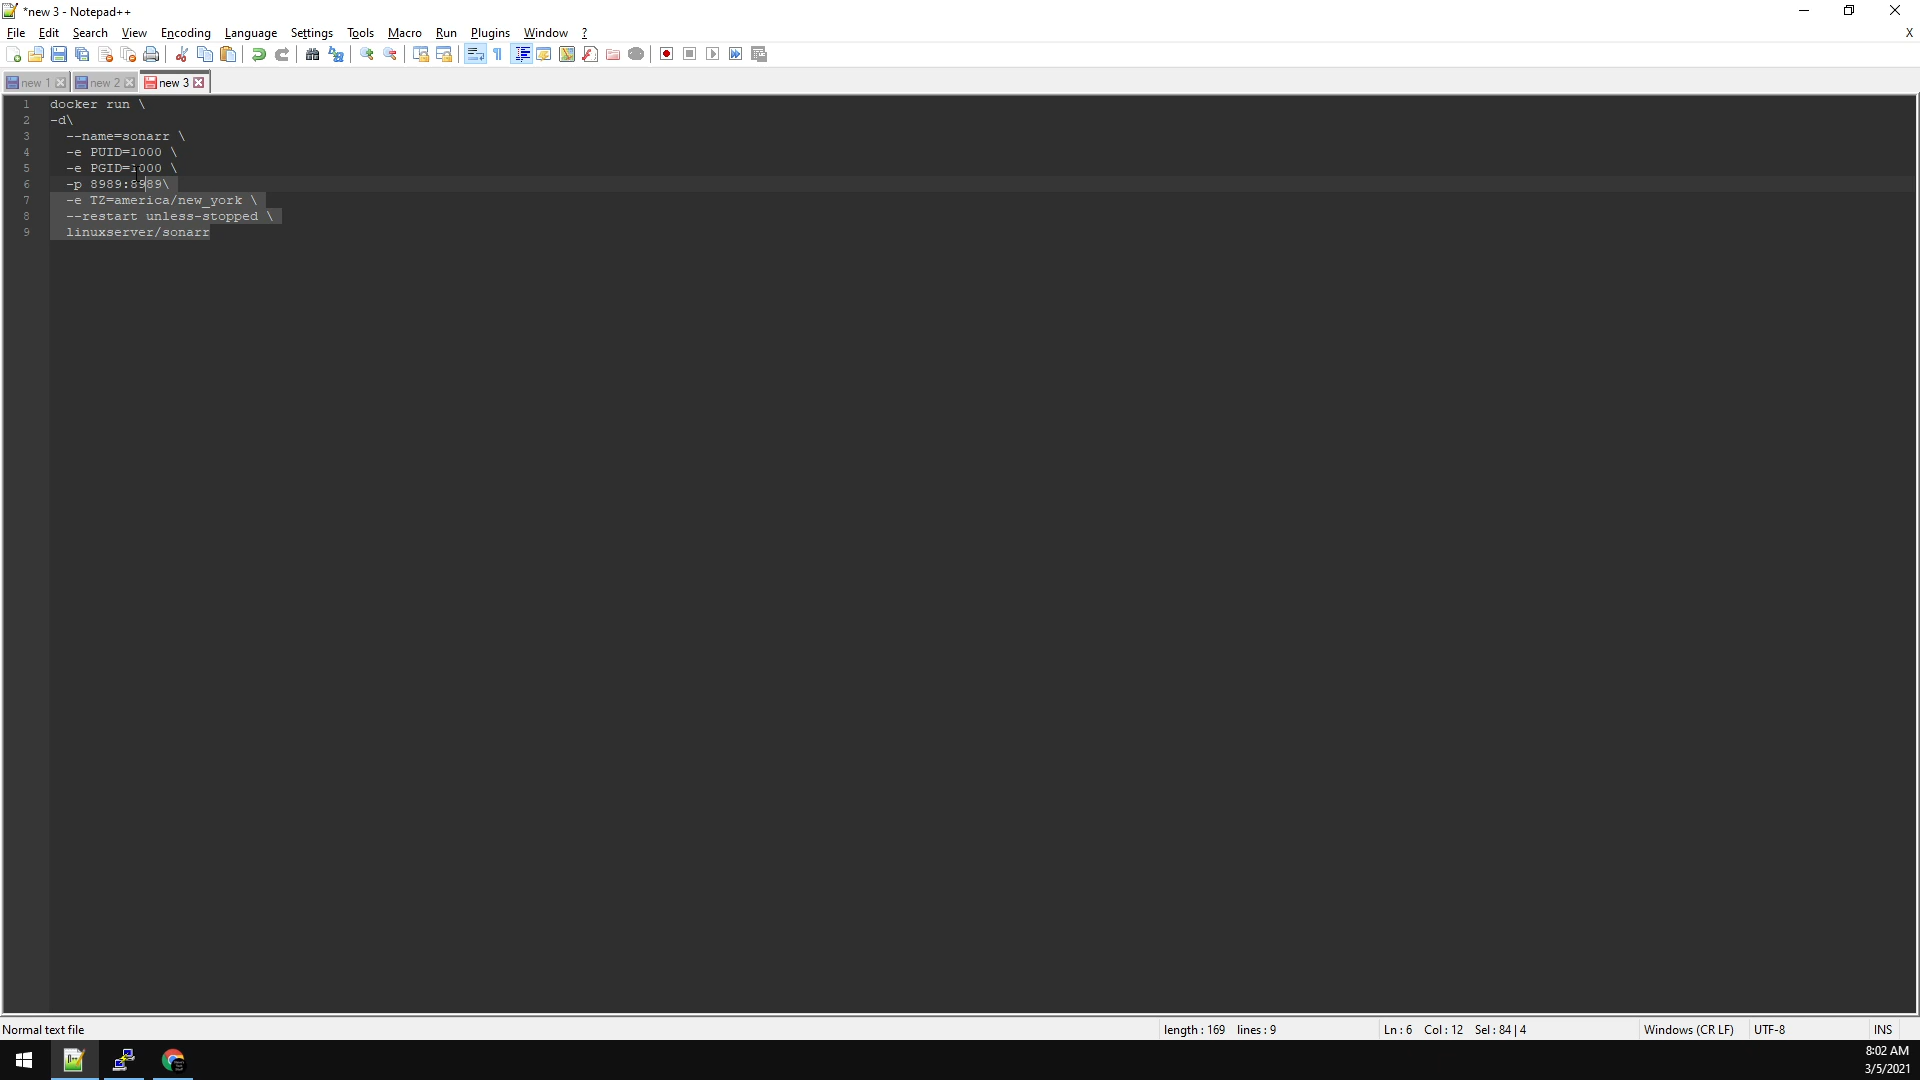 *new 3 - Notepad++
File Edit Search View Encoding Language Settings Tools Macro Run Plugins Window ? X
new 1 new 2 new 3
1 docker run \
2 -d\
3 --name=sonarr \
4 -e PUID=1000 \
5 -e PGID=1000 \
6 -p 8989:8989\
7 -e TZ=america/new_york \
8 --restart unless-stopped \
9 linuxserver/sonarr
Normal text file length : 169 lines : 9 Ln : 6 Col : 12 Sel : 84 | 4 Windows (CR LF) UTF-8 INS
8:02 AM
3/5/2021